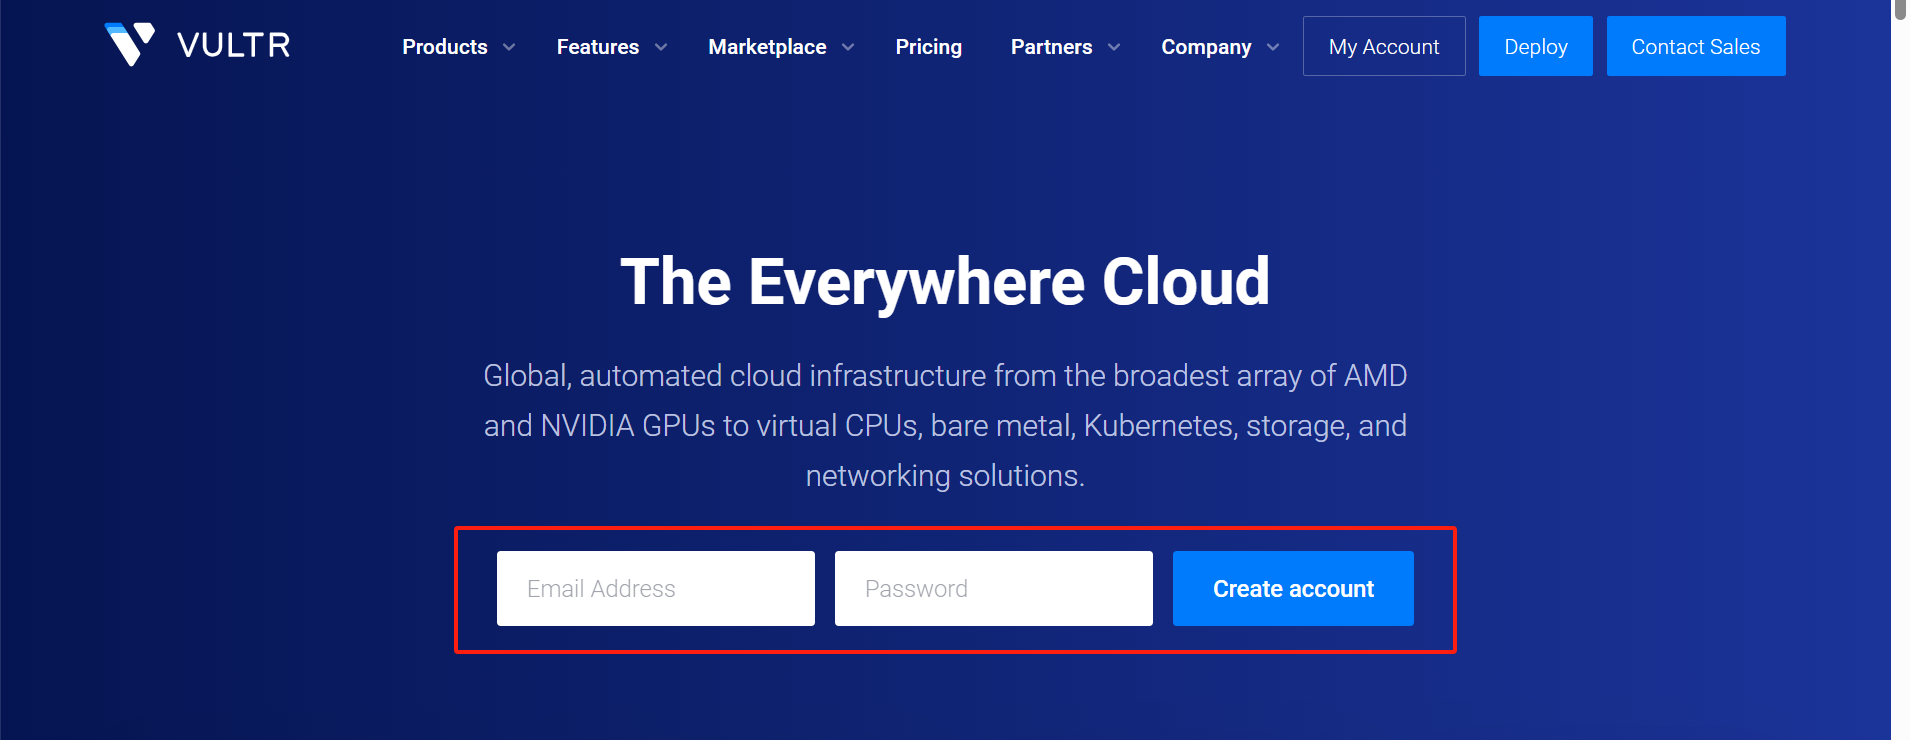 VULTR
Products
Features
Marketplace
Pricing
Partners
Company
My Account
Deploy
Contact Sales
The Everywhere Cloud
Global, automated cloud infrastructure from the broadest array of AMD
and NVIDIA GPUs to virtual CPUs, bare metal, Kubernetes, storage, and
networking solutions.
Email Address
Password
Create account